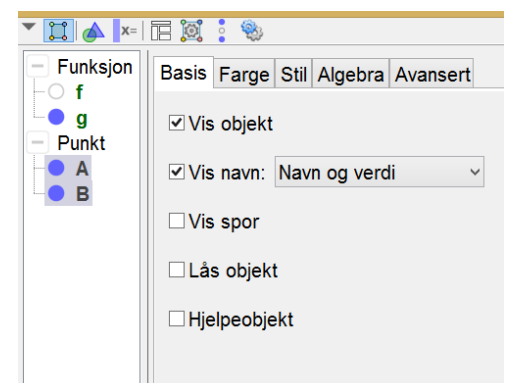 x=
Funksjon
f
g
Punkt
A
B
Basis Farge Stil Algebra Avansert
Vis objekt
Vis navn: Navn og verdi
Vis spor
Lås objekt
Hjelpeobjekt